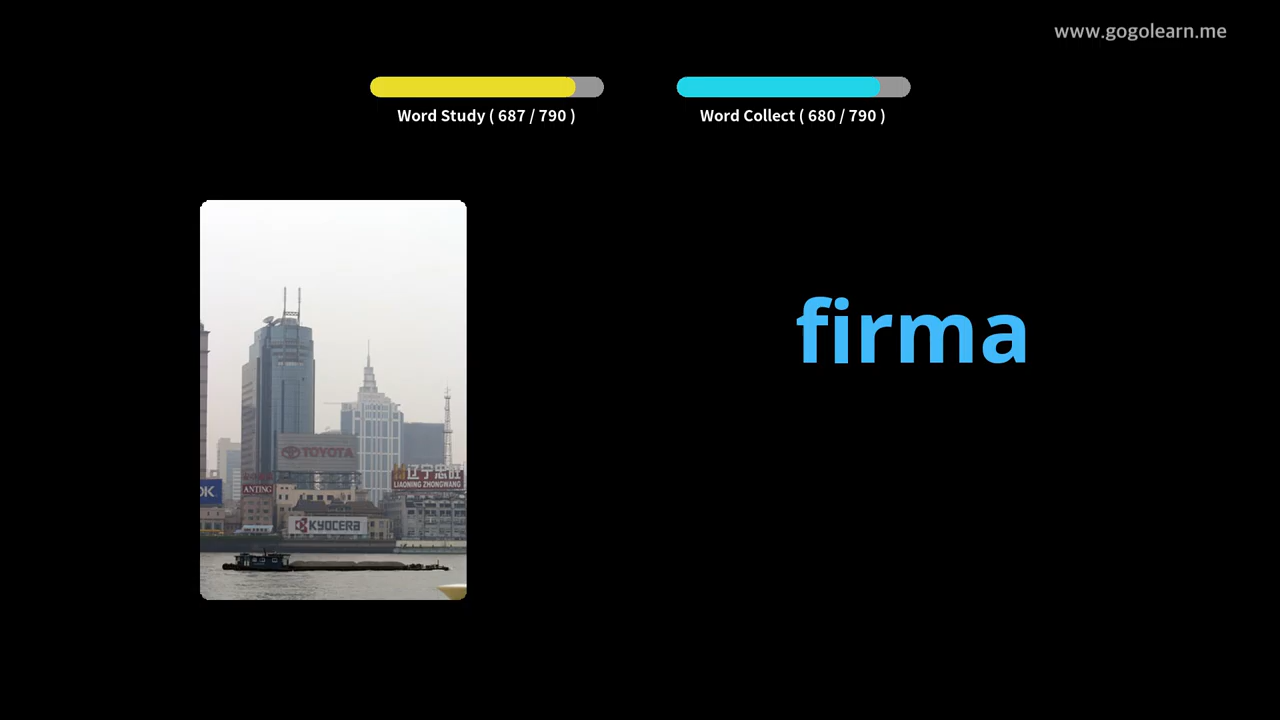 www.gogolearn.me
Word Study ( 687 / 790 )
Word Collect ( 680 / 790 )
firma
TOYOTA
辽宁忠旺
LIAONING ZHONGWANG
OK
ANTING
KYOCERA